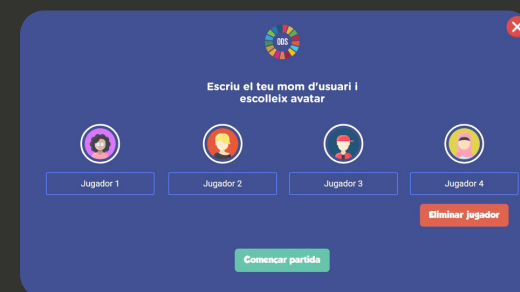 ODS
Escriu el teu mom d'usuari i
escolleix avatar
Jugador 1
Jugador 2
Jugador 3
Jugador 4
Eliminar jugador
Començar partida